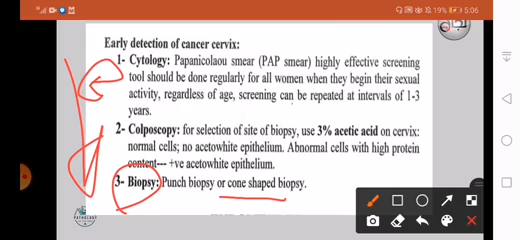 19% 5:06
Early detection of cancer cervix:
1- Cytology: Papanicolaou smear (PAP smear) highly effective screening
tool should be done regularly for all women when they begin their sexual
activity, regardless of age, screening can be repeated at intervals of 1-3
years.
2- Colposcopy: for selection of site of biopsy, use 3% acetic acid on cervix:
normal cells; no acetowhite epithelium. Abnormal cells with high protein
content--- +ve acetowhite epithelium.
3- Biopsy: Punch biopsy or cone shaped biopsy.
PATHOLOGY